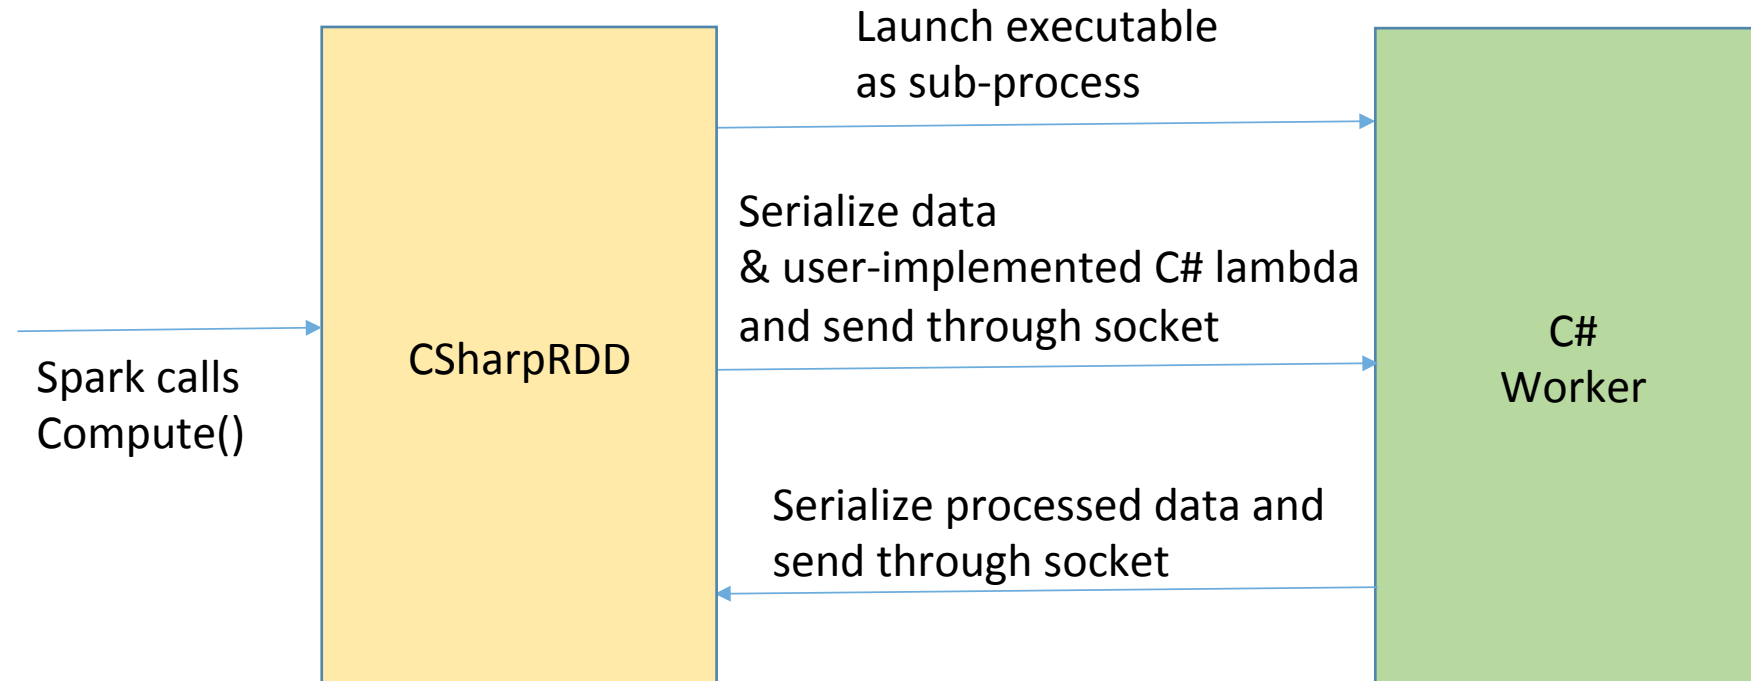 Launch executable
as sub-process
Serialize data
& user-implemented C# lambda
and send through socket
Spark calls
Compute()
CSharpRDD
C#
Worker
Serialize processed data and
send through socket